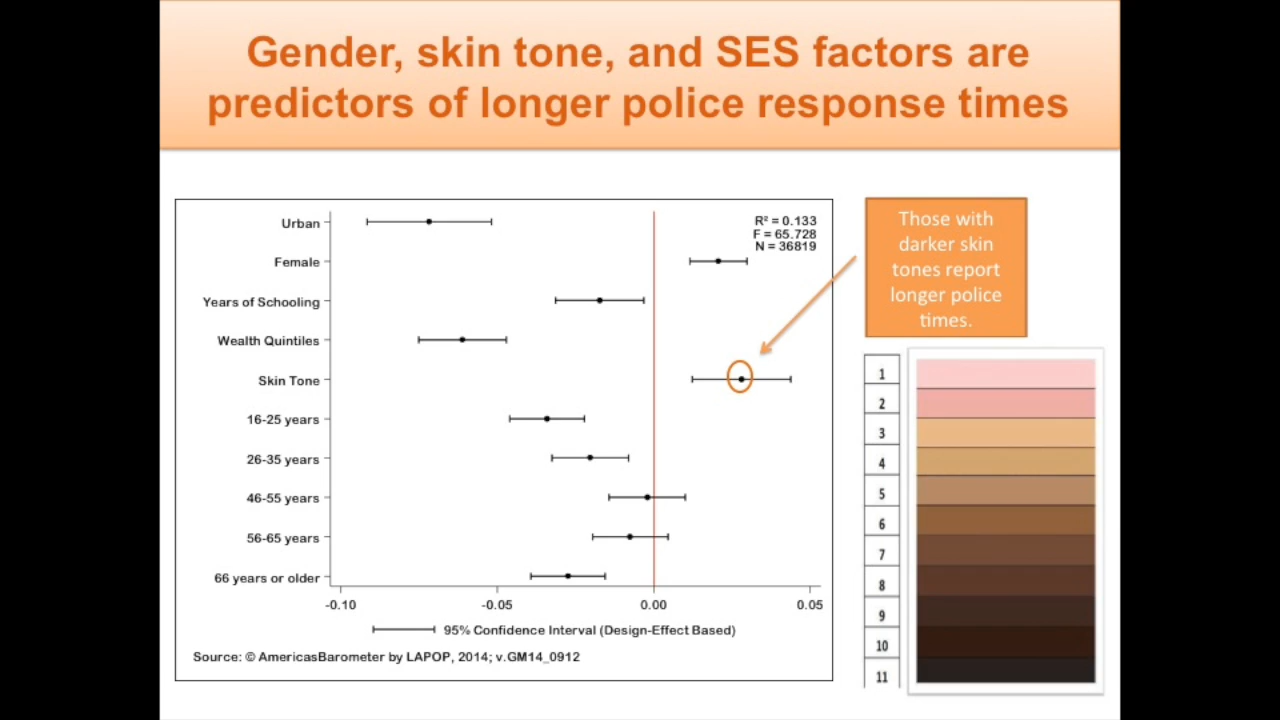 Gender, skin tone, and SES factors are
predictors of longer police response times
Urban
Female
Years of Schooling
Wealth Quintiles
Skin Tone
16-25 years
26-35 years
46-55 years
56-65 years
66 years or older
R² = 0.133
F = 65.728
N = 36819
-0.10
-0.05
0.00
0.05
95% Confidence Interval (Design-Effect Based)
Source: © AmericasBarometer by LAPOP, 2014; v.GM14_0912
Those with
darker skin
tones report
longer police
times.
1
2
3
4
5
6
7
8
9
10
11